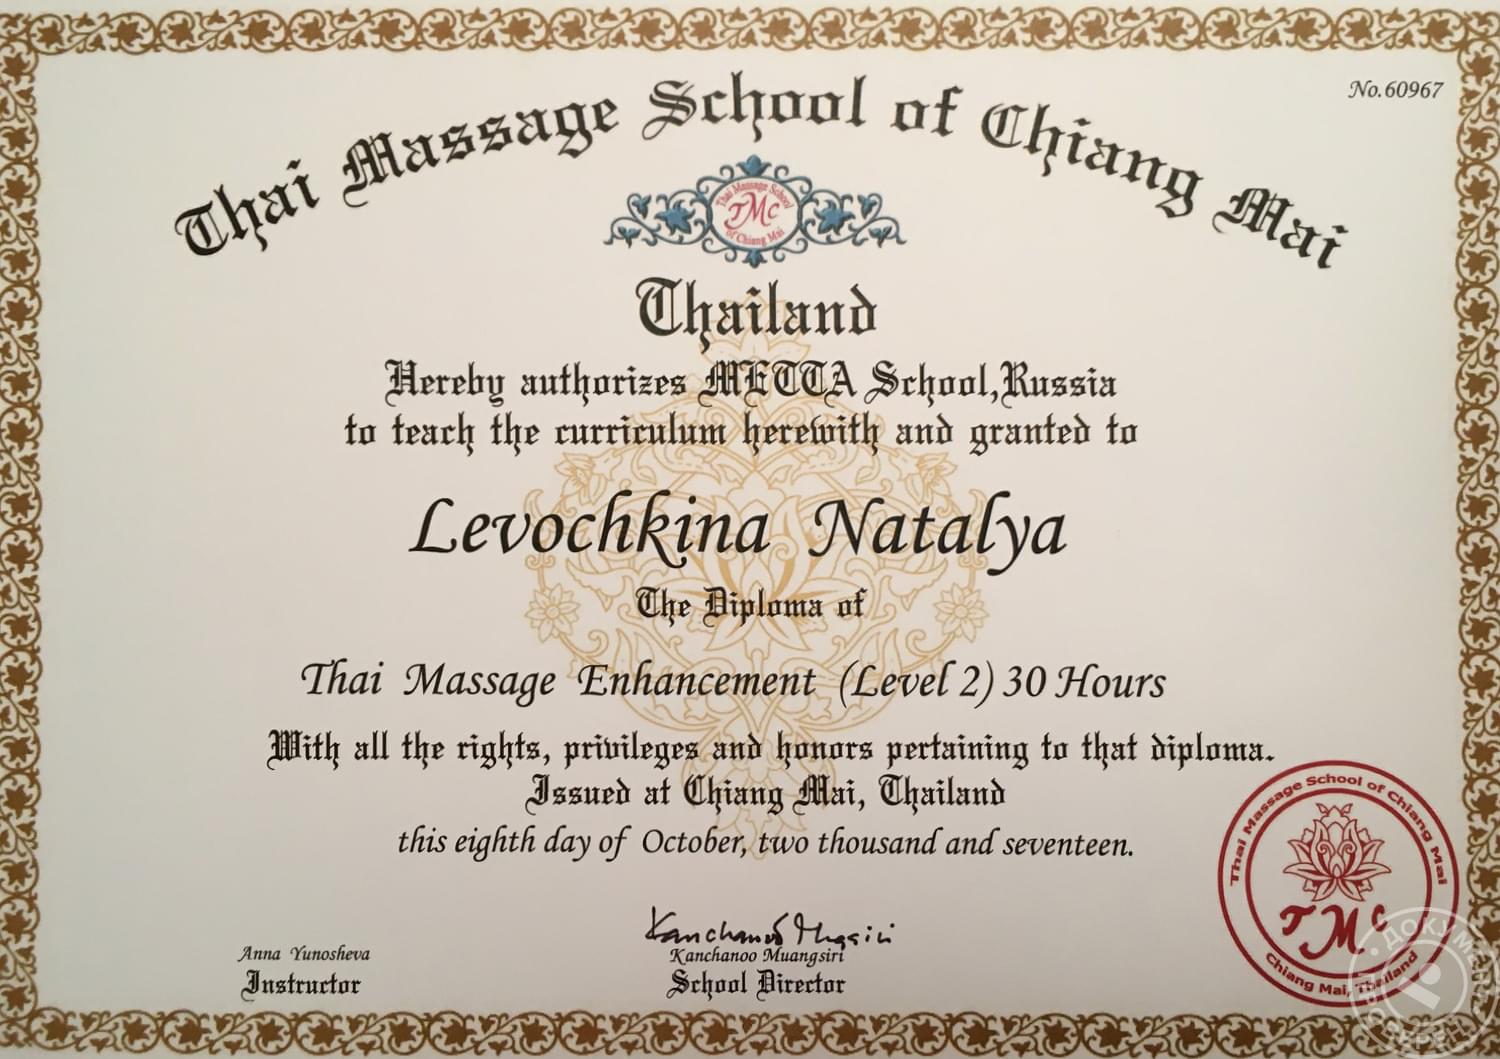 No.60967
Thai Massage School of Chiang Mai
Thai Massage School
TMC
of Chiang Mai
Thailand
Hereby authorizes METTA School,Russia
to teach the curriculum herewith and granted to
Levochkina Natalya
The Diploma of
Thai Massage Enhancement (Level 2) 30 Hours
With all the rights, privileges and honors pertaining to that diploma.
Issued at Chiang Mai, Thailand
this eighth day of October, two thousand and seventeen.
Kanchanoo Muangsiri
School Director
Anna Yunosheva
Instructor
Thai Massage School of Chiang Mai
TMC
Chiang Mai, Thailand